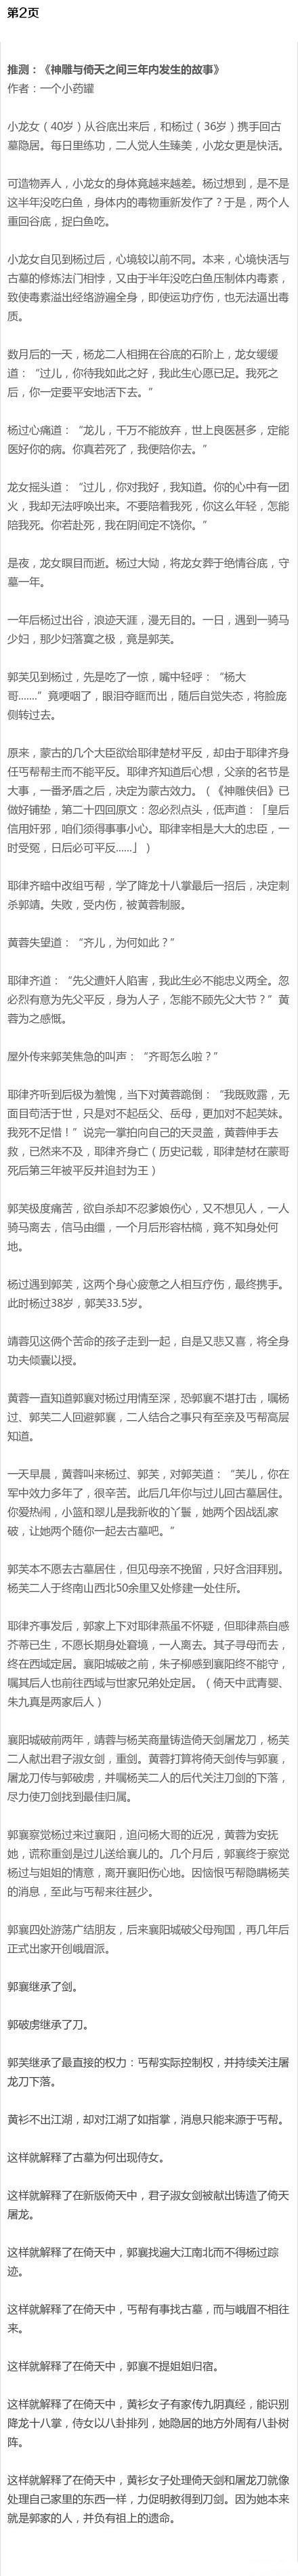 第2页
推测：《神雕与倚天之间三年内发生的故事》
作者：一个小药罐
小龙女（40岁）从谷底出来后，和杨过（36岁）携手回古
墓隐居。每日里练功，二人觉人生臻美，小龙女更是快活。
可造物弄人，小龙女的身体竟越来越差。杨过想到，是不是
这半年没吃白鱼，身体内的毒物重新发作了？于是，两个人
重回谷底，捉白鱼吃。
小龙女自见到杨过后，心境较以前不同。本来，心境快活与
古墓的修炼法门相悖，又由于半年没吃白鱼压制体内毒素，
致使毒素溢出经络游遍全身，即使运功疗伤，也无法逼出毒
质。
数月后的一天，杨龙二人相拥在谷底的石阶上，龙女缓缓
道：“过儿，你待我如此之好，我此生心愿已足。我死之
后，你一定要平安地活下去。”
杨过心痛道：“龙儿，千万不能放弃，世上良医甚多，定能
医好你的病。你真若死了，我便陪你去。”
龙女摇头道：“过儿，你对我好，我知道。你的心中有一团
火，我却无法呼唤出来。不要陪着我死，你这么年轻，怎能
陪我死。你若赴死，我在阴间定不饶你。”
是夜，龙女瞑目而逝。杨过大恸，将龙女葬于绝情谷底，守
墓一年。
一年后杨过出谷，浪迹天涯，漫无目的。一日，遇到一骑马
少妇，那少妇落寞之极，竟是郭芙。
郭芙见到杨过，先是吃了一惊，嘴中轻呼：“杨大
哥.......”竟哽咽了，眼泪夺眶而出，随后自觉失态，将脸庞
侧转过去。
原来，蒙古的几个大臣欲给耶律楚材平反，却由于耶律齐身
任丐帮帮主而不能平反。耶律齐知道后心想，父亲的名节是
大事，一番矛盾之后，决定为蒙古效力。（《神雕侠侣》已
做好铺垫，第二十四回原文：忽必烈点头，低声道：「皇后
信用奸邪，咱们须得事事小心。耶律宰相是大大的忠臣，一
时受冤，日后必可平反......」）
耶律齐暗中改组丐帮，学了降龙十八掌最后一招后，决定刺
杀郭靖。失败，受内伤，被黄蓉制服。
黄蓉失望道：“齐儿，为何如此？”
耶律齐道：“先父遭奸人陷害，我此生必不能忠义两全。忽
必烈有意为先父平反，身为人子，怎能不顾先父大节？”黄
蓉为之感慨。
屋外传来郭芙焦急的叫声：“齐哥怎么啦？”
耶律齐听到后极为羞愧，当下对黄蓉跪倒：“我既败露，无
面目苟活于世，只是对不起岳父、岳母，更加对不起芙妹。
我死不足惜！”说完一掌拍向自己的天灵盖，黄蓉伸手去
救，已然来不及，耶律齐身亡（历史记载，耶律楚材在蒙哥
死后第三年被平反并追封为王）
郭芙极度痛苦，欲自杀却不忍爹娘伤心，又不想见人，一人
骑马离去，信马由缰，一个月后形容枯槁，竟不知身处何
地。
杨过遇到郭芙，这两个身心疲惫之人相互疗伤，最终携手。
此时杨过38岁，郭芙33.5岁。
靖蓉见这俩个苦命的孩子走到一起，自是又悲又喜，将全身
功夫倾囊以授。
黄蓉一直知道郭襄对杨过用情至深，恐郭襄不堪打击，嘱杨
过、郭芙二人回避郭襄，二人结合之事只有至亲及丐帮高层
知道。
一天早晨，黄蓉叫来杨过、郭芙，对郭芙道：“芙儿，你在
军中效力多年了，很辛苦。此后几年你与过儿回古墓居住。
你爱热闹，小篮和翠儿是我新收的丫鬟，她两个因战乱家
破，让她两个随你一起去古墓吧。”
郭芙本不愿去古墓居住，但见母亲不挽留，只好含泪拜别。
杨芙二人于终南山西北50余里又处修建一处住所。
耶律齐事发后，郭家上下对耶律燕虽不怀疑，但耶律燕自感
芥蒂已生，不愿长期身处窘境，一人离去。其子寻母而去，
终在西域定居。襄阳城破之前，朱子柳感到襄阳终不能守，
嘱其后人也前往西域与世家兄弟处定居。（倚天中武青婴、
朱九真是两家后人）
襄阳城破前两年，靖蓉与杨芙商量铸造倚天剑屠龙刀，杨芙
二人献出君子淑女剑，重剑。黄蓉打算将倚天剑传与郭襄，
屠龙刀传与郭破虏，并嘱杨芙二人的后代关注刀剑的下落，
尽力使刀剑找到最佳归属。
郭襄察觉杨过来过襄阳，追问杨大哥的近况，黄蓉为安抚
她，谎称重剑是过儿送给襄儿的。几个月后，郭襄终于察觉
杨过与姐姐的情意，离开襄阳伤心地。因恼恨丐帮隐瞒杨芙
的消息，至此与丐帮来往甚少。
郭襄四处游荡广结朋友，后来襄阳城破父母殉国，再几年后
正式出家开创峨眉派。
郭襄继承了剑。
郭破虏继承了刀。
郭芙继承了最直接的权力：丐帮实际控制权，并持续关注屠
龙刀下落。
黄衫不出江湖，却对江湖了如指掌，消息只能来源于丐帮。
这样就解释了古墓为何出现侍女。
这样就解释了在新版倚天中，君子淑女剑被献出铸造了倚天
屠龙。
这样就解释了在倚天中，郭襄找遍大江南北而不得杨过踪
迹。
这样就解释了在倚天中，丐帮有事找古墓，而与峨眉不相往
来。
这样就解释了在倚天中，郭襄不提姐姐归宿。
这样就解释了在倚天中，黄衫女子有家传九阴真经，能识别
降龙十八掌，侍女以八卦排列，她隐居的地方外周有八卦树
阵。
这样就解释了在倚天中，黄衫女子处理倚天剑和屠龙刀就像
处理自己家里的东西一样，力促明教得到刀剑。因为她本来
就是郭家的人，并负有祖上的遗命。